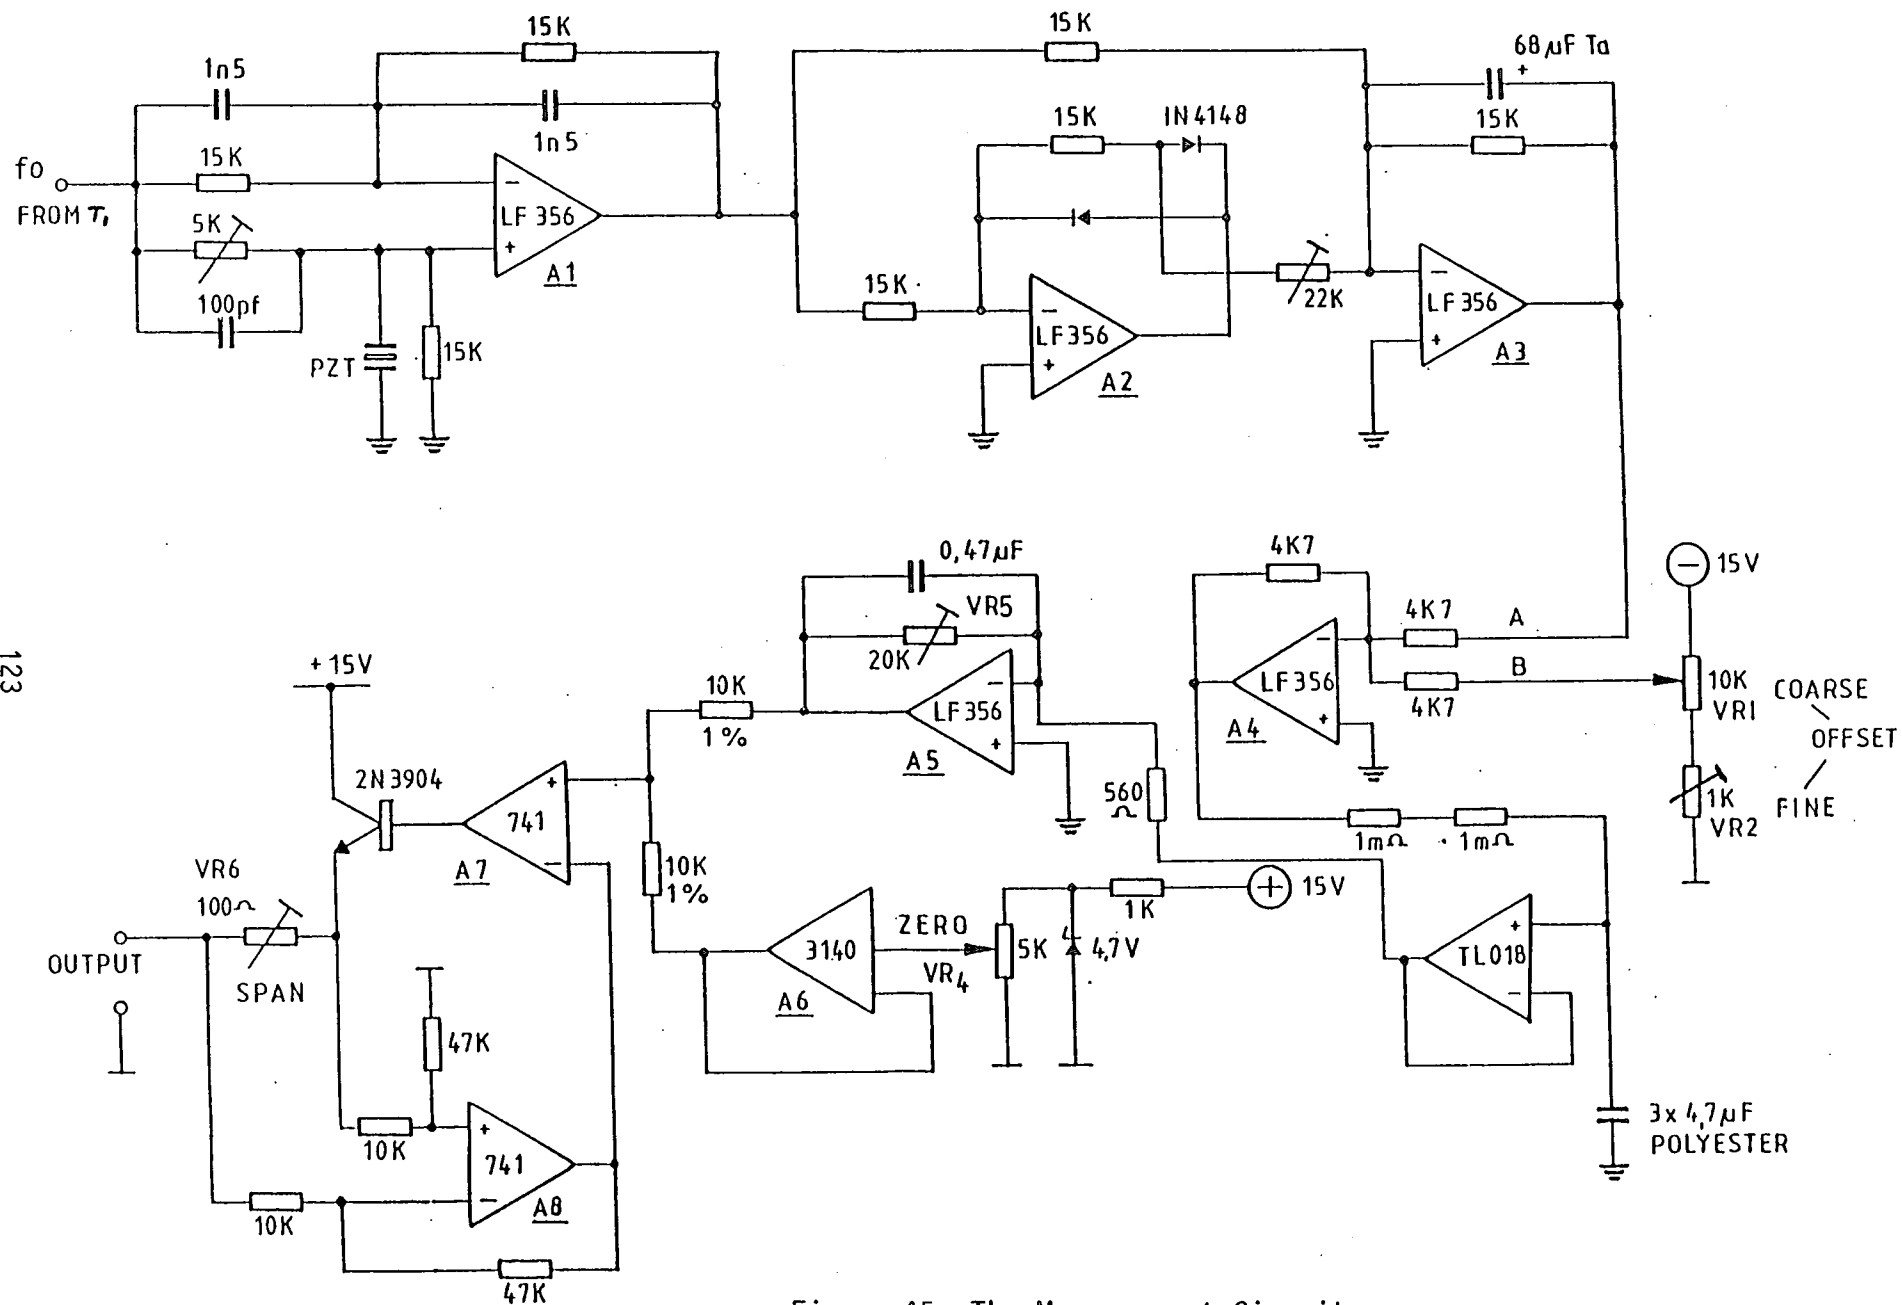 15K
1n5
1n5
15K
fo
FROM τ₁
5K
100pf
PZT
15K
−
LF 356
+
A1
15K
15K
IN4148
15K
−
LF356
+
A2
22K
68µF Ta
+
15K
−
LF356
+
A3
123
+15V
2N3904
741
+
−
A7
10K
1%
10K
1%
0,47µF
VR5
20K
−
LF356
+
A5
560
Ω
4K7
−
LF356
+
A4
4K7
A
B
4K7
− 15V
10K
VR1
COARSE
OFFSET
FINE
1K
VR2
1mΩ
1mΩ
+ 15V
1K
4,7V
5K
ZERO
VR4
3140
A6
+
TL018
−
3x4,7µF
POLYESTER
VR6
100Ω
SPAN
OUTPUT
47K
10K
+
741
−
A8
10K
47K